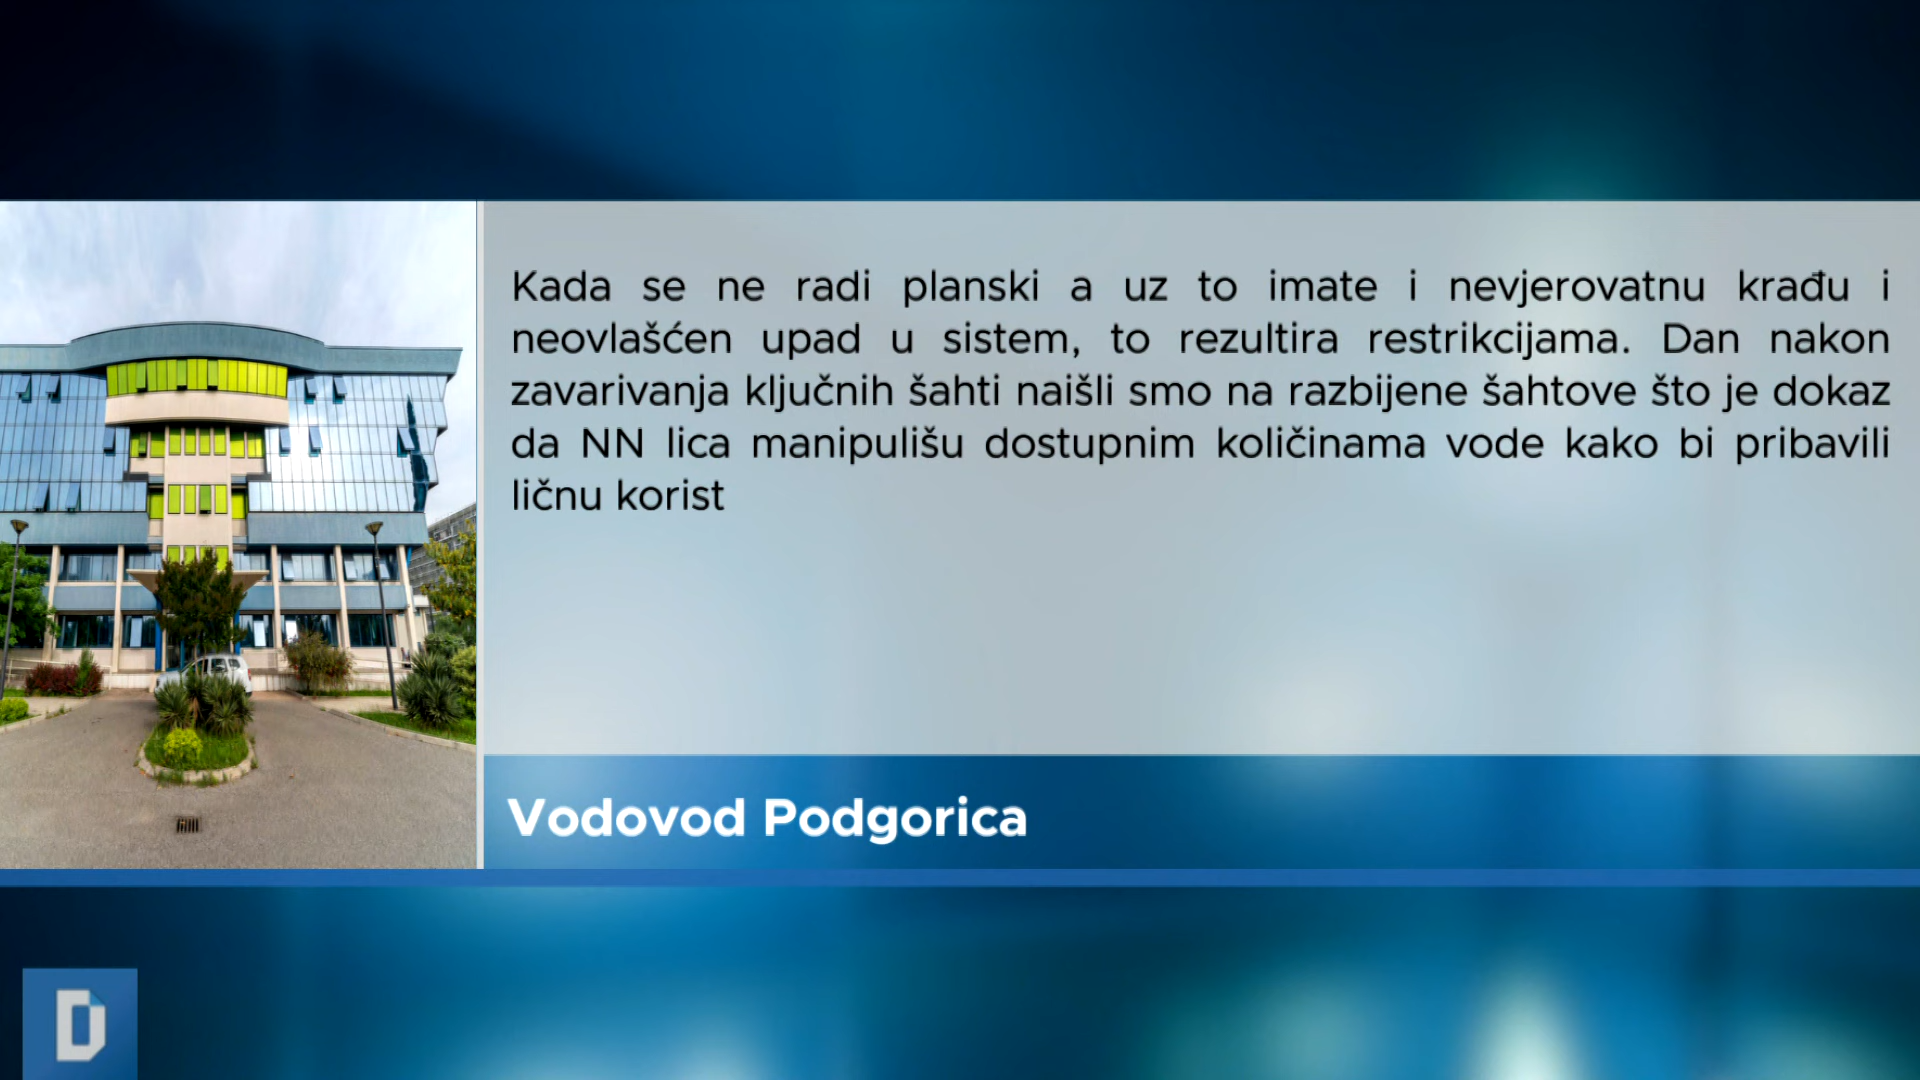 Kada se ne radi planski a uz to imate i nevjerovatnu krađu i
neovlašćen upad u sistem, to rezultira restrikcijama. Dan nakon
zavarivanja ključnih šahti naišli smo na razbijene šahtove što je dokaz
da NN lica manipulišu dostupnim količinama vode kako bi pribavili
ličnu korist
Vodovod Podgorica
D